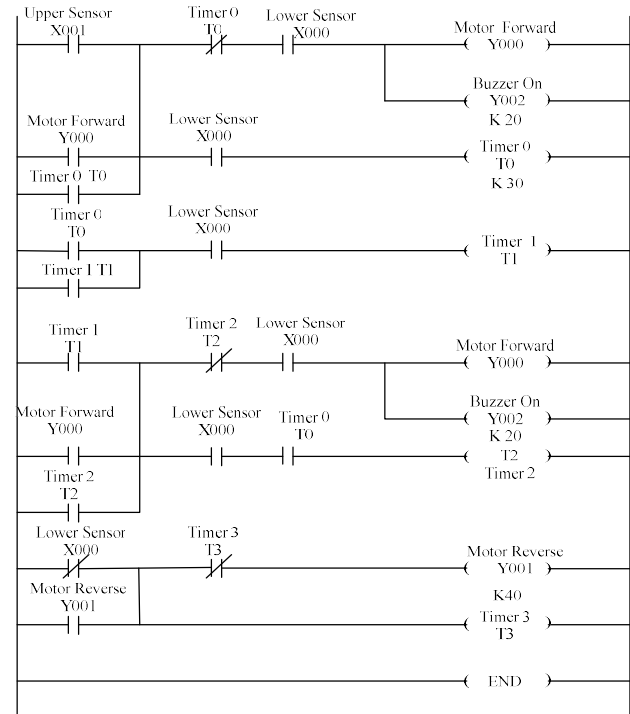 Upper Sensor
X001
Timer 0
T0
Lower Sensor
X000
Motor Forward
Y000
Buzzer On
Y002
K 20
Motor Forward
Y000
Lower Sensor
X000
Timer 0
T0
K 30
Timer 0 T0
Timer 0
T0
Lower Sensor
X000
Timer 1
T1
Timer 1 T1
Timer 1
T1
Timer 2
T2
Lower Sensor
X000
Motor Forward
Y000
Buzzer On
Y002
K 20
Motor Forward
Y000
Lower Sensor
X000
Timer 0
T0
T2
Timer 2
Timer 2
T2
Lower Sensor
X000
Timer 3
T3
Motor Reverse
Y001
Motor Reverse
Y001
K40
Timer 3
T3
END